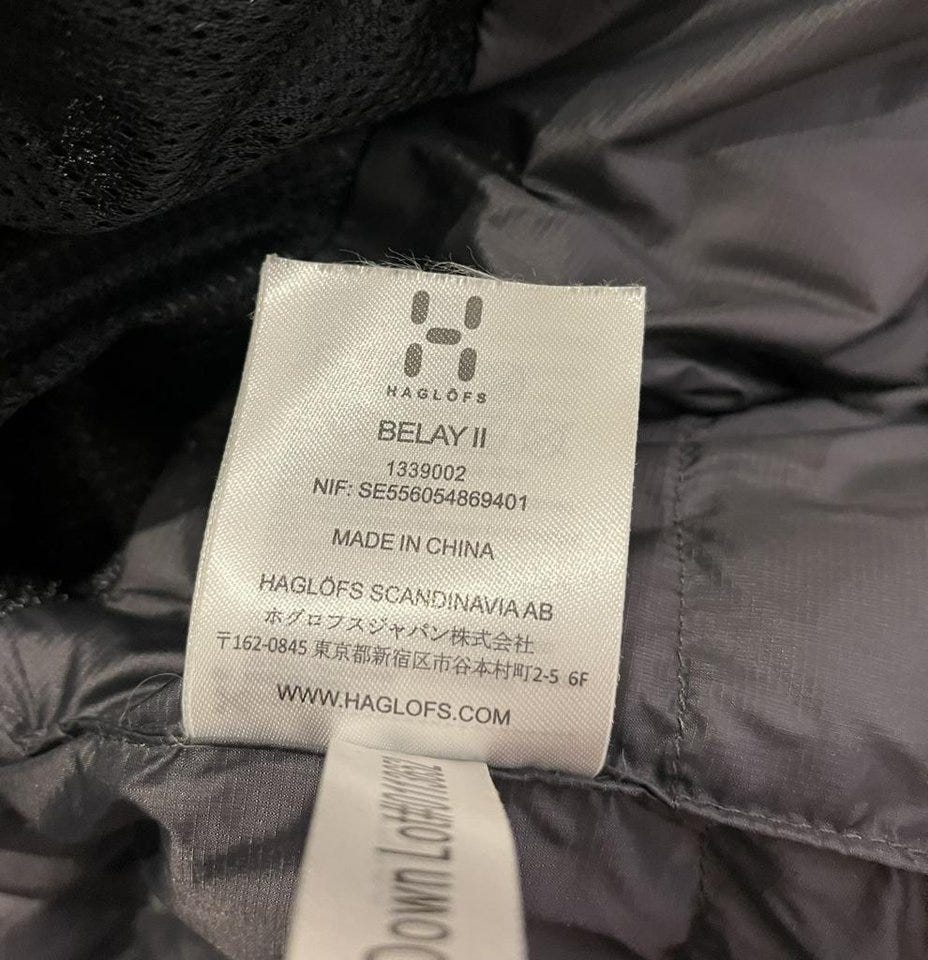 HAGLÖFS
BELAY II
1339002
NIF: SE556054869401
MADE IN CHINA
HAGLÖFS SCANDINAVIA AB
ホグロフスジャパン株式会社
〒162-0845 東京都新宿区市谷本村町2-5 6F
WWW.HAGLOFS.COM
Down Lot#